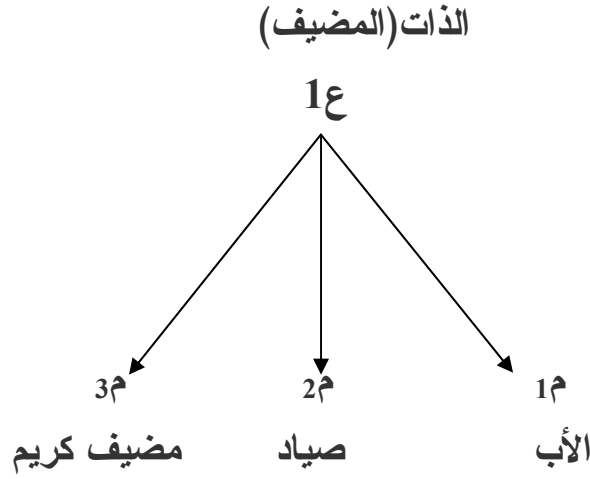 الذات(المضيف)
ع1
م1 م2 م3
الأب صياد مضيف كريم